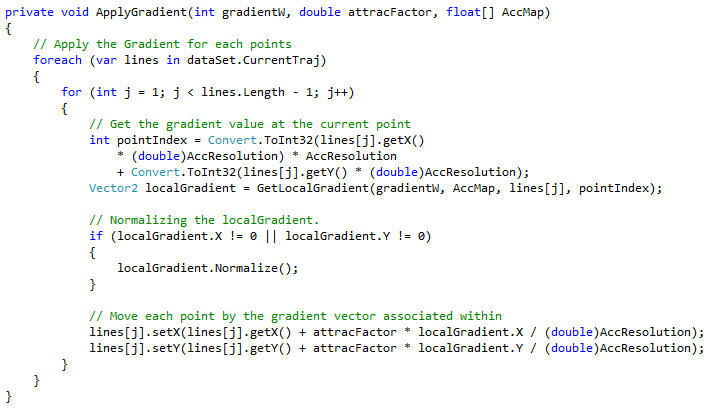 private void ApplyGradient(int gradientW, double attracFactor, float[] AccMap)
{
    // Apply the Gradient for each points
    foreach (var lines in dataSet.CurrentTraj)
    {
        for (int j = 1; j < lines.Length - 1; j++)
        {
            // Get the gradient value at the current point
            int pointIndex = Convert.ToInt32(lines[j].getX()
                * (double)AccResolution) * AccResolution
                + Convert.ToInt32(lines[j].getY() * (double)AccResolution);
            Vector2 localGradient = GetLocalGradient(gradientW, AccMap, lines[j], pointIndex);

            // Normalizing the localGradient.
            if (localGradient.X != 0 || localGradient.Y != 0)
            {
                localGradient.Normalize();
            }

            // Move each point by the gradient vector associated within
            lines[j].setX(lines[j].getX() + attracFactor * localGradient.X / (double)AccResolution);
            lines[j].setY(lines[j].getY() + attracFactor * localGradient.Y / (double)AccResolution);
        }
    }
}